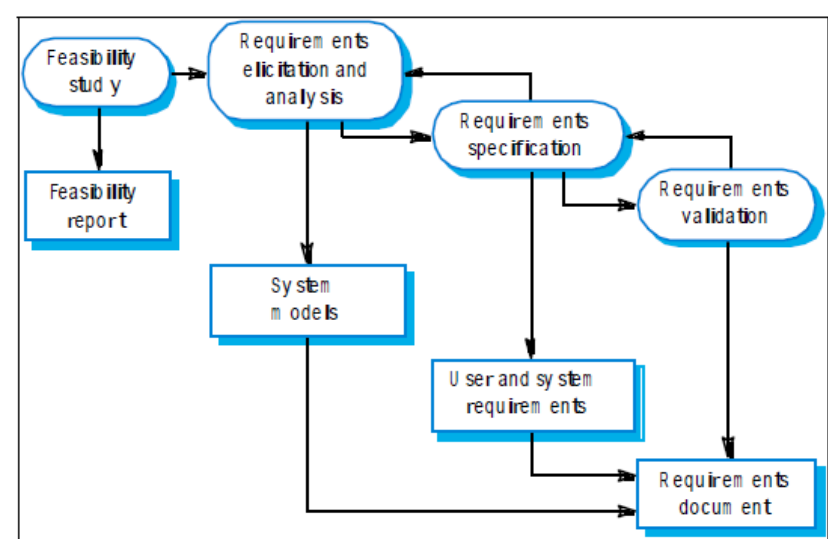 Feasibility
study
Requirements
elicitation and
analysis
Requirements
specification
Requirements
validation
Feasibility
report
System
models
User and system
requirements
Requirements
document